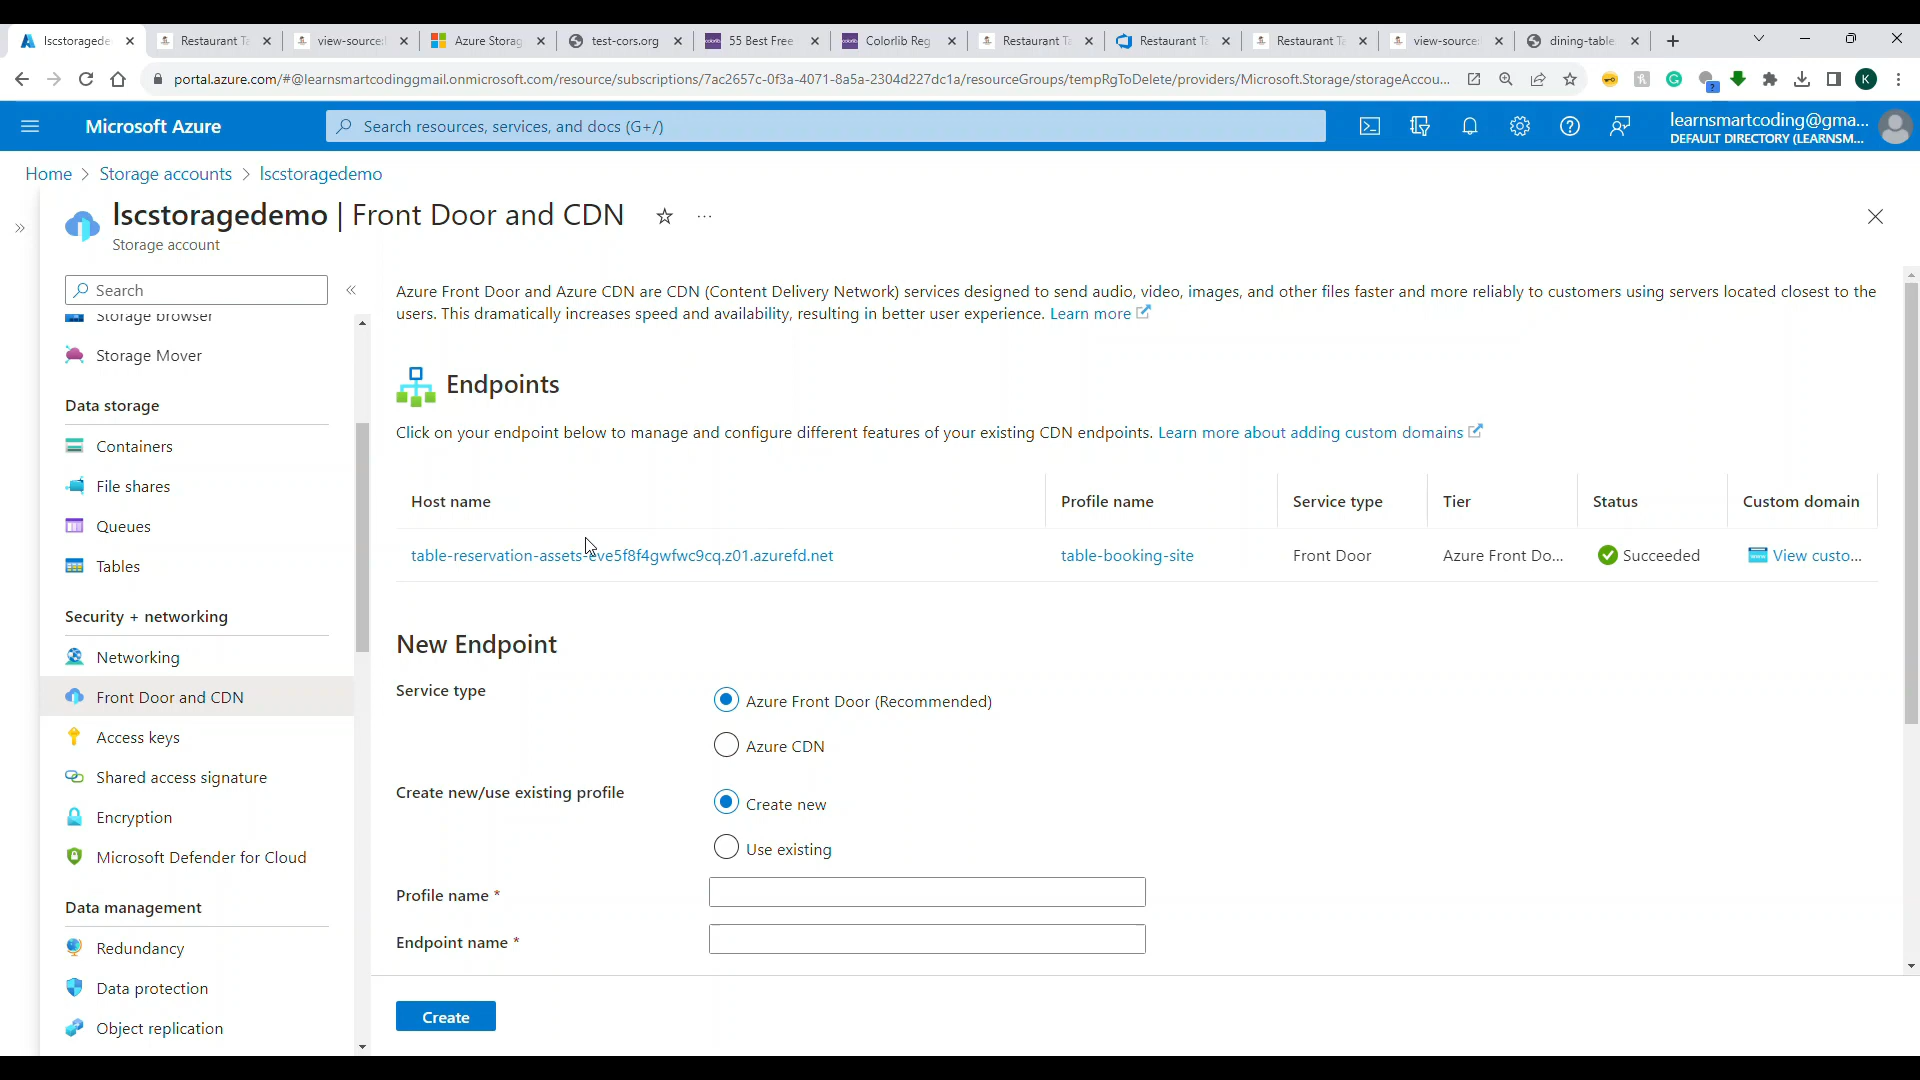 lscstoragede
Restaurant Ta
view-source:
Azure Storag
test-cors.org
55 Best Free
Colorlib Reg
Restaurant Ta
Restaurant Ta
Restaurant Ta
view-source:
dining-table
portal.azure.com/#@learnsmartcodinggmail.onmicrosoft.com/resource/subscriptions/7ac2657c-0f3a-4071-8a5a-2304d227dc1a/resourceGroups/tempRgToDelete/providers/Microsoft.Storage/storageAccou...
K
Microsoft Azure
Search resources, services, and docs (G+/)
learnsmartcoding@gma...
DEFAULT DIRECTORY (LEARNSM...
Home > Storage accounts > lscstoragedemo
lscstoragedemo | Front Door and CDN
Storage account
Search
Storage browser
Storage Mover
Data storage
Containers
File shares
Queues
Tables
Security + networking
Networking
Front Door and CDN
Access keys
Shared access signature
Encryption
Microsoft Defender for Cloud
Data management
Redundancy
Data protection
Object replication
Azure Front Door and Azure CDN are CDN (Content Delivery Network) services designed to send audio, video, images, and other files faster and more reliably to customers using servers located closest to the
users. This dramatically increases speed and availability, resulting in better user experience. Learn more
Endpoints
Click on your endpoint below to manage and configure different features of your existing CDN endpoints. Learn more about adding custom domains
Host name Profile name Service type Tier Status Custom domain
table-reservation-assets-eve5f8f4gwfwc9cq.z01.azurefd.net table-booking-site Front Door Azure Front Do... Succeeded View custo...
New Endpoint
Service type
Azure Front Door (Recommended)
Azure CDN
Create new/use existing profile
Create new
Use existing
Profile name *
Endpoint name *
Create